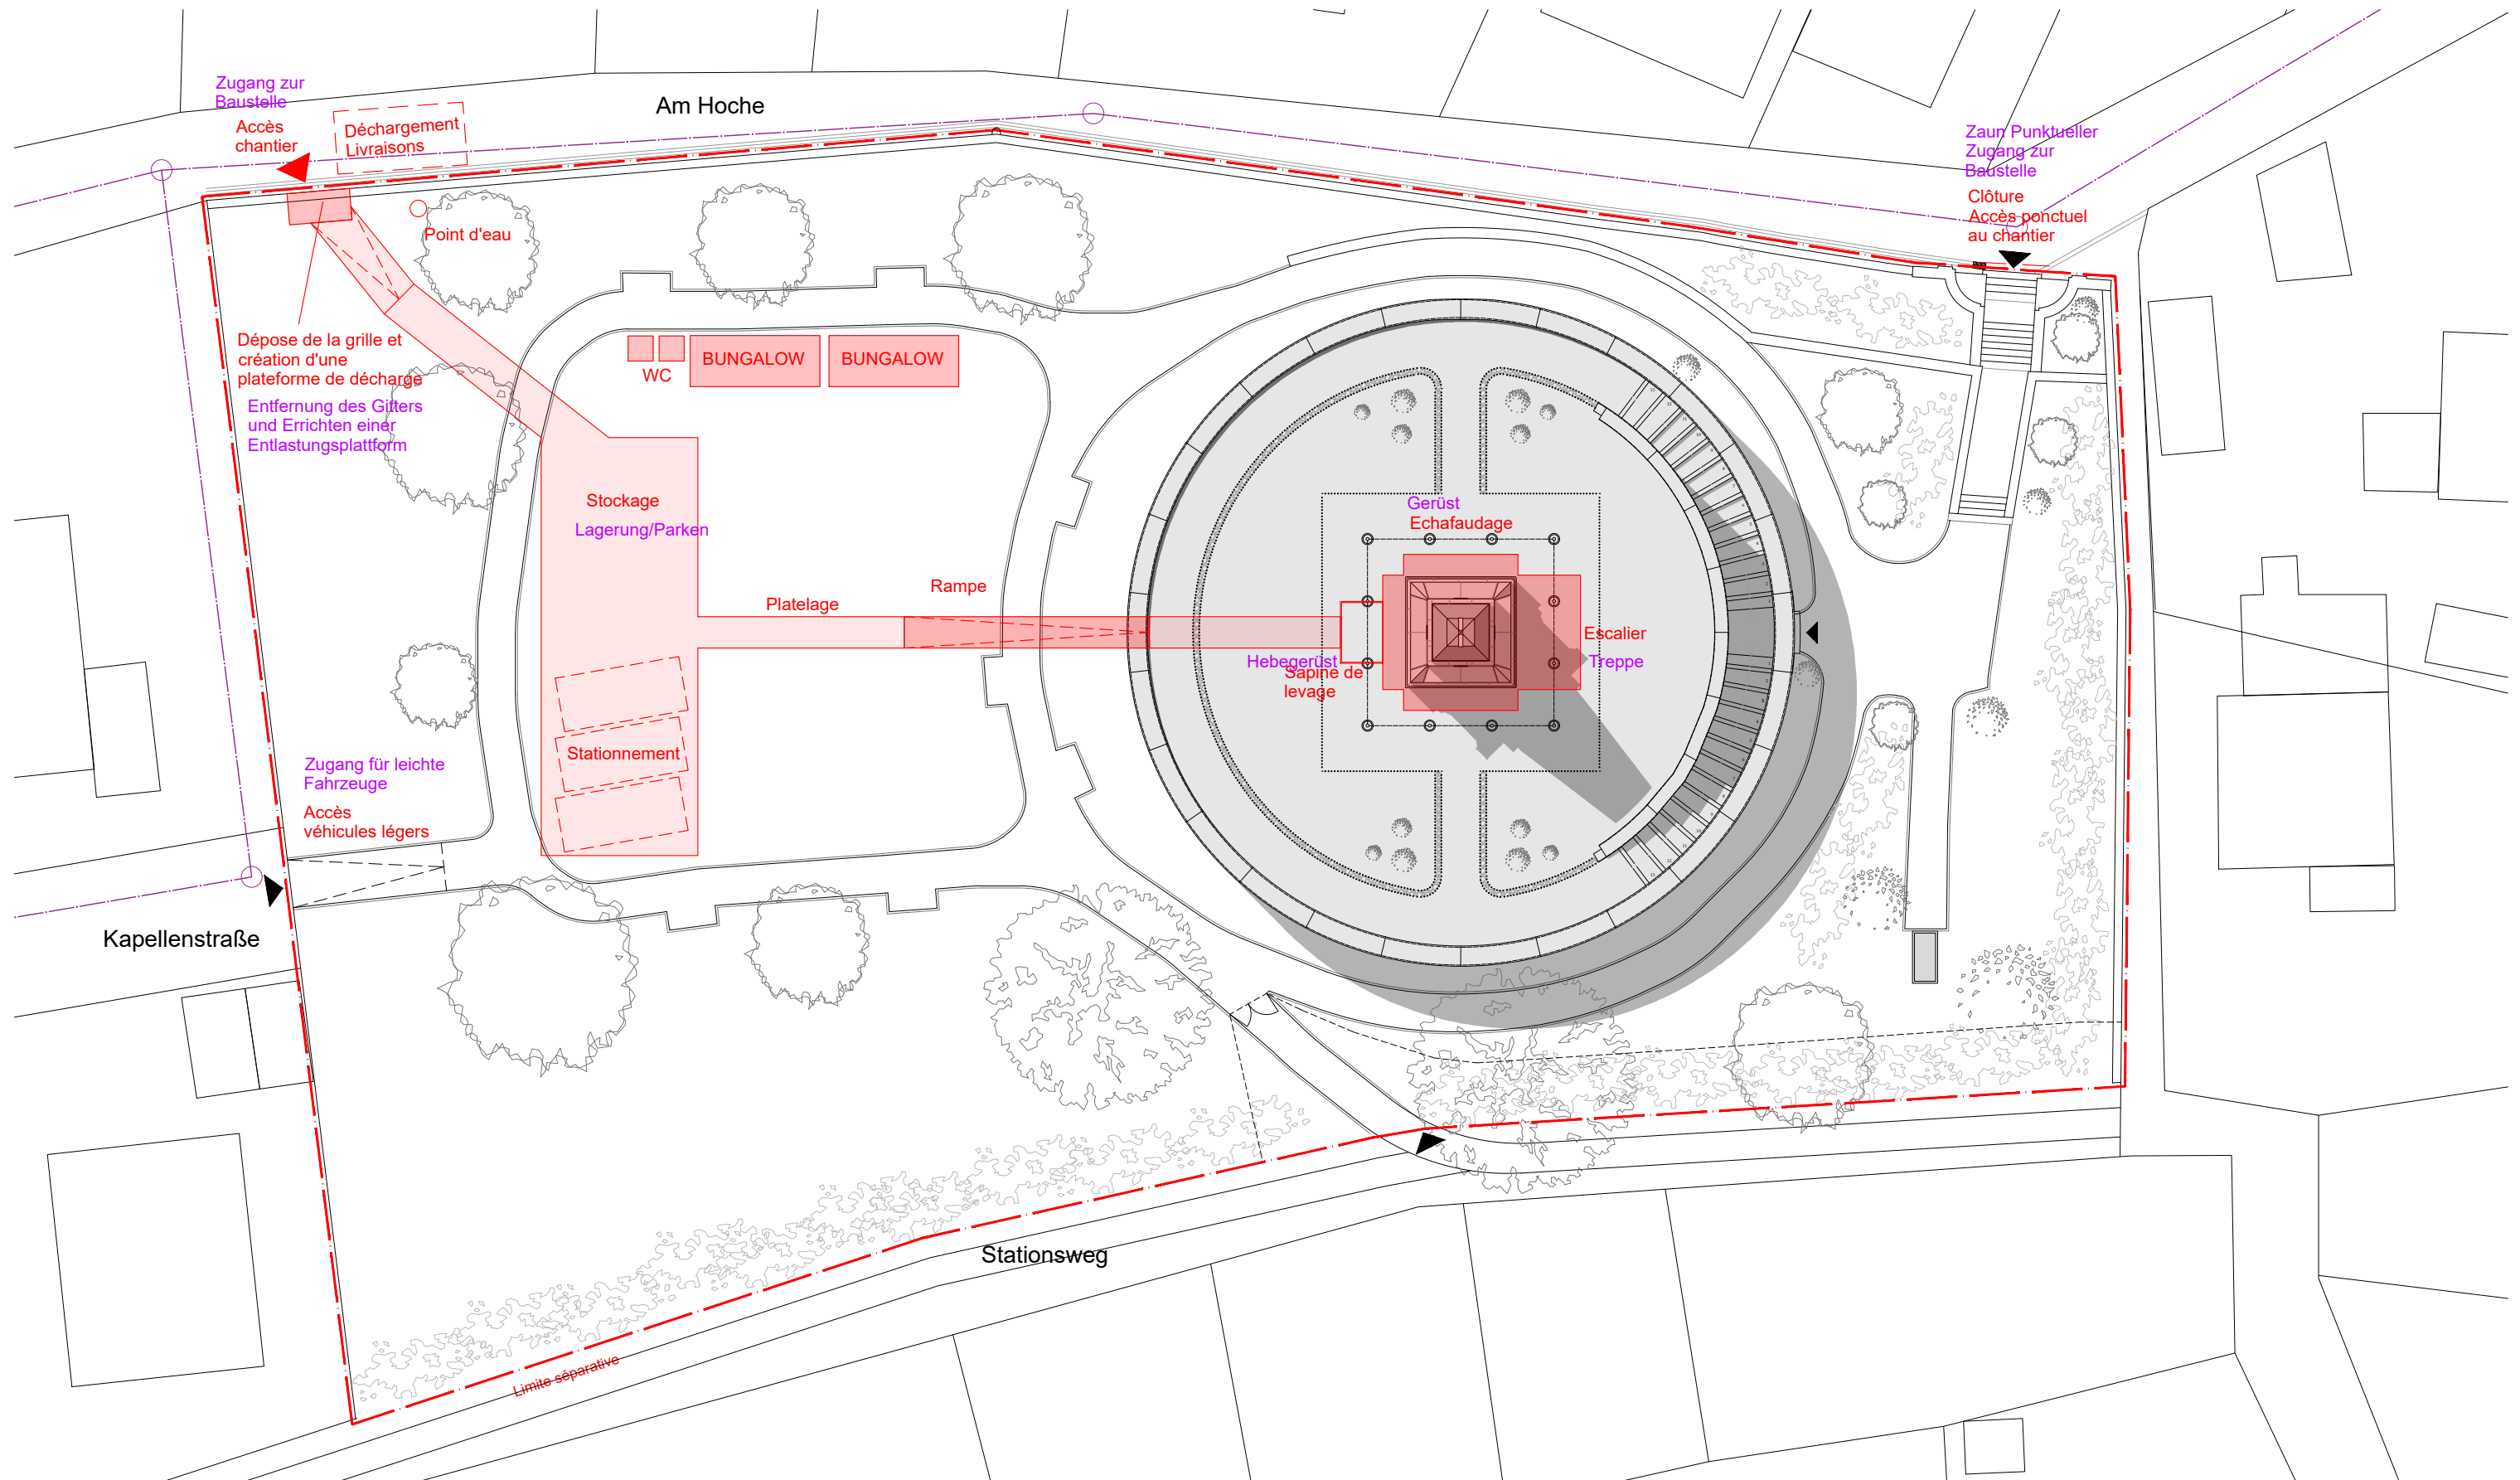 Zugang zur
Baustelle
Accès
chantier
Déchargement
Livraisons
Am Hoche
Zaun Punktueller
Zugang zur
Baustelle
Clôture
Accès ponctuel
au chantier
Point d'eau
Dépose de la grille et
création d'une
plateforme de décharge
Entfernung des Gitters
und Errichten einer
Entlastungsplattform
WC
BUNGALOW
BUNGALOW
Stockage
Lagerung/Parken
Gerüst
Echafaudage
Platelage
Rampe
Escalier
Treppe
Hebegerüst
Sapine de
levage
Stationnement
Zugang für leichte
Fahrzeuge
Accès
véhicules légers
Kapellenstraße
Stationsweg
Limite séparative